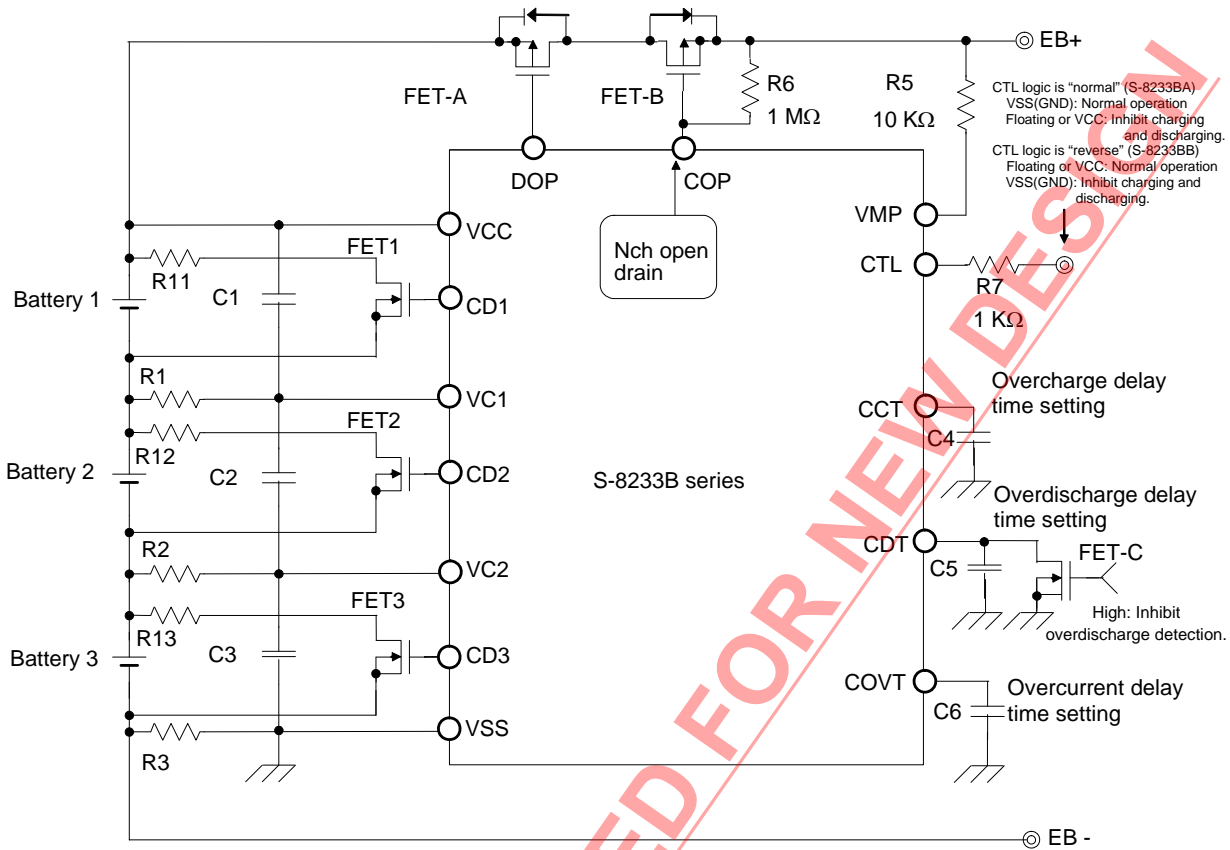 EB+
FET-A
FET-B
R6
1 MΩ
R5
10 KΩ
CTL logic is “normal” (S-8233BA)
VSS(GND): Normal operation
Floating or VCC: Inhibit charging
and discharging.
CTL logic is “reverse” (S-8233BB)
Floating or VCC: Normal operation
VSS(GND): Inhibit charging and
discharging.
DOP
COP
VMP
Nch open
drain
VCC
FET1
CTL
R11
R7
1 KΩ
Battery 1
C1
CD1
R1
VC1
Overcharge delay
time setting
CCT
C4
FET2
R12
Battery 2
C2
CD2
S-8233B series
Overdischarge delay
time setting
R2
CDT
C5
FET-C
VC2
FET3
High: Inhibit
overdischarge detection.
R13
Battery 3
C3
CD3
COVT
C6
Overcurrent delay
time setting
VSS
R3
EB -
ED FOR NEW DESIGN